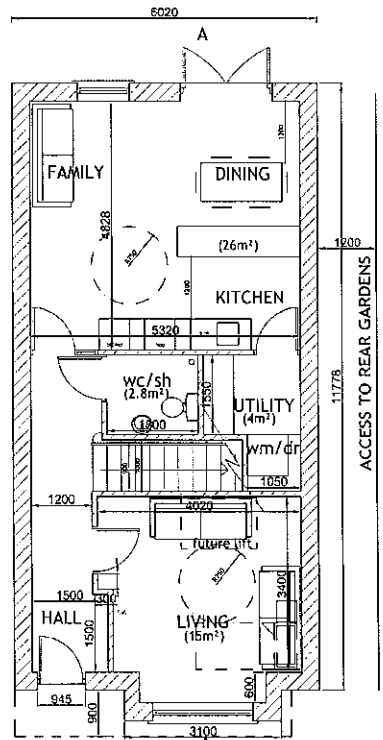 6020
A
1200
FAMILY
DINING
4828
(26m²)
1200
1200
KITCHEN
5320
wc/sh
(2.8m²)
1550
UTILITY
(4m²)
wm/dr
1050
1200
4020
future lift
3400
1500
300
HALL
LIVING
(15m²)
1500
600
945
900
3100
11778
ACCESS TO REAR GARDENS